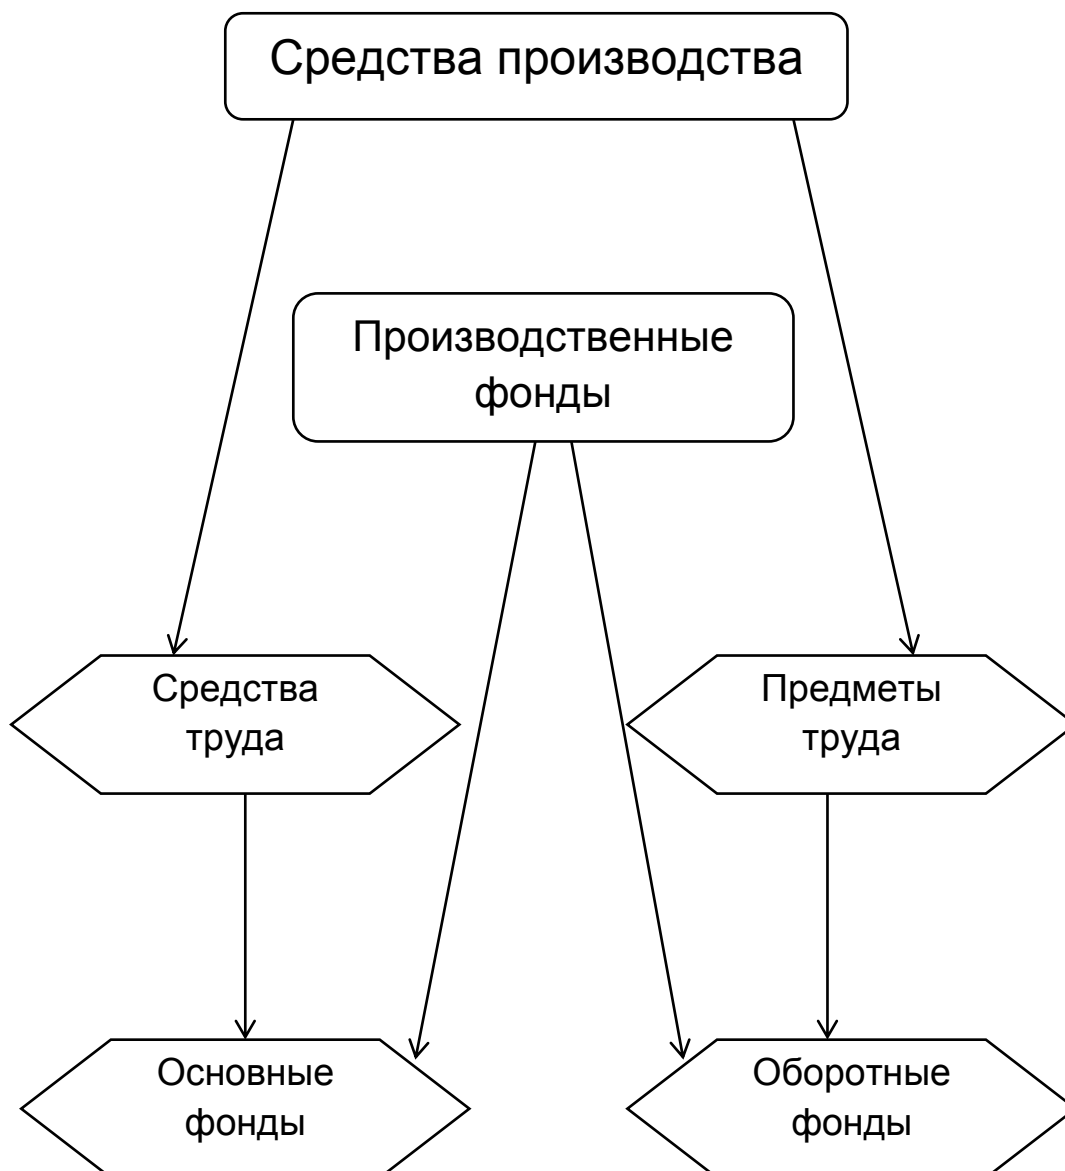 Средства производства
Производственные
фонды
Средства
труда
Предметы
труда
Основные
фонды
Оборотные
фонды